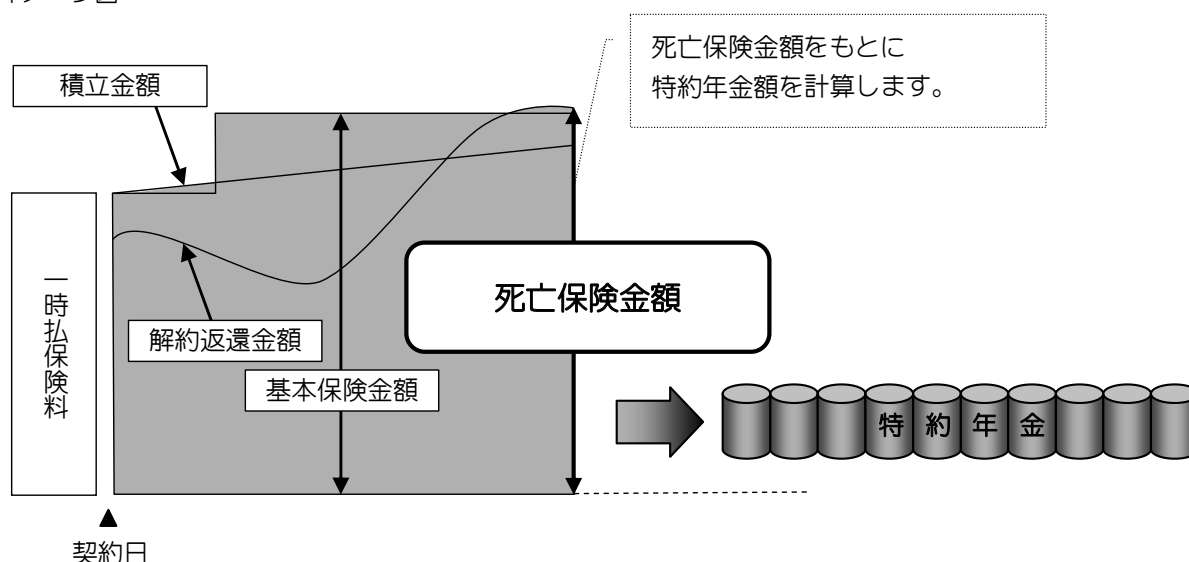 死亡保険金額をもとに
特約年金額を計算します。
積立金額
一時払保険料
死亡保険金額
解約返還金額
基本保険金額
特約年金
契約日